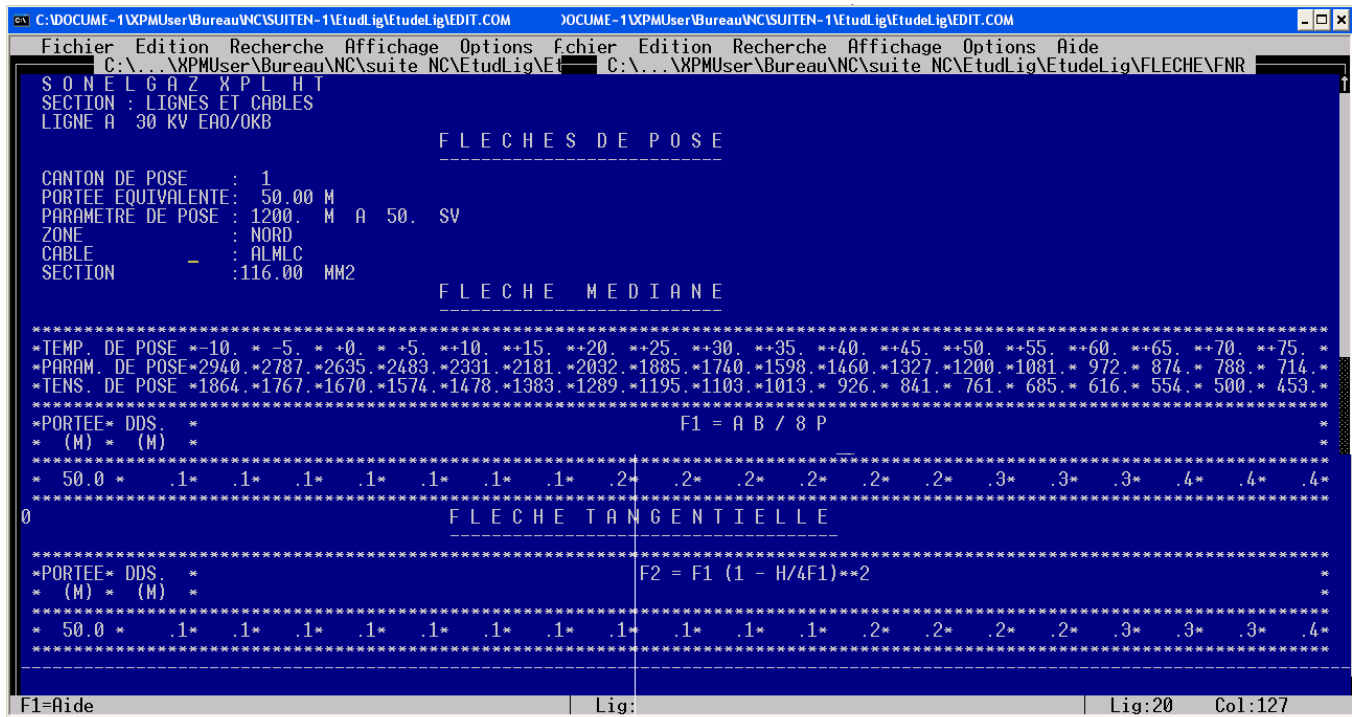 C:\DOCUME~1\XPMUser\Bureau\NC\SUITEN~1\EtudLig\EtudeLig\EDIT.COM )OCUME~1\XPMUser\Bureau\NC\SUITEN~1\EtudLig\EtudeLig\EDIT.COM
Fichier Edition Recherche Affichage Options chier Edition Recherche Affichage Options Aide
C:\...\XPMUser\Bureau\NC\suite NC\EtudLig\Et C:\...\XPMUser\Bureau\NC\suite NC\EtudLig\EtudeLig\FLECHE\FNR
S O N E L G A Z X P L H T
SECTION : LIGNES ET CABLES
LIGNE A 30 KV EAO/OKB
F L E C H E S D E P O S E
---------------------------
CANTON DE POSE : 1
PORTEE EQUIVALENTE: 50.00 M
PARAMETRE DE POSE : 1200. M A 50. SV
ZONE : NORD
CABLE _ : ALMLC
SECTION :116.00 MM2
F L E C H E M E D I A N E
---------------------------
****************************************************************************************************************************
*TEMP. DE POSE *-10. * -5. * +0. * +5. *+10. *+15. *+20. *+25. *+30. *+35. *+40. *+45. *+50. *+55. *+60. *+65. *+70. *+75. *
*PARAM. DE POSE*2940.*2787.*2635.*2483.*2331.*2181.*2032.*1885.*1740.*1598.*1460.*1327.*1200.*1081.* 972.* 874.* 788.* 714.*
*TENS. DE POSE *1864.*1767.*1670.*1574.*1478.*1383.*1289.*1195.*1103.*1013.* 926.* 841.* 761.* 685.* 616.* 554.* 500.* 453.*
****************************************************************************************************************************
*PORTEE* DDS. * F1 = A B / 8 P *
* (M) * (M) * *
****************************************************************************************************************************
* 50.0 * .1* .1* .1* .1* .1* .1* .2* .2* .2* .2* .2* .2* .3* .3* .3* .4* .4* .4*
****************************************************************************************************************************
0 F L E C H E T A N G E N T I E L L E
-------------------------------------
****************************************************************************************************************************
*PORTEE* DDS. * F2 = F1 (1 - H/4F1)**2 *
* (M) * (M) * *
****************************************************************************************************************************
* 50.0 * .1* .1* .1* .1* .1* .1* .1* .1* .1* .1* .2* .2* .2* .2* .3* .3* .3* .4*
****************************************************************************************************************************
F1=Aide Lig: Lig:20 Col:127